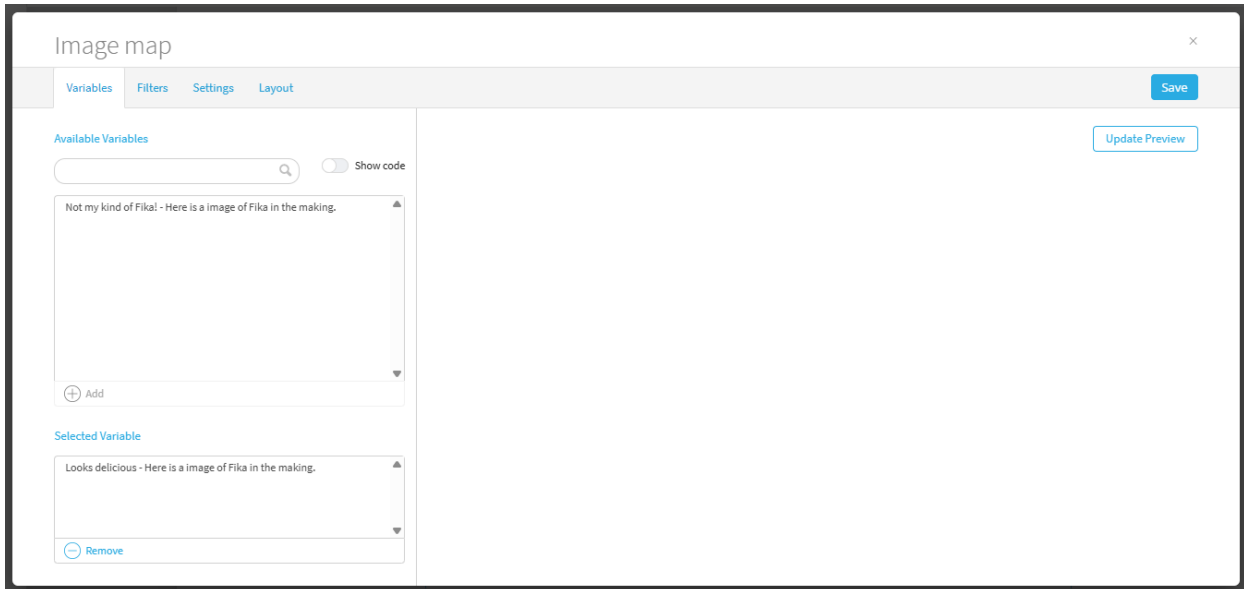 Image map
×
Variables Filters Settings Layout Save
Available Variables
Update Preview
Show code
Not my kind of Fika! - Here is a image of Fika in the making.
Add
Selected Variable
Looks delicious - Here is a image of Fika in the making.
Remove